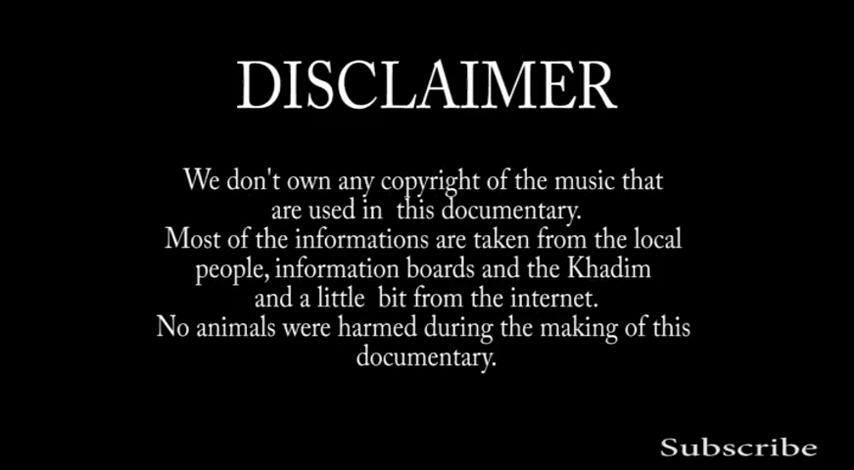 DISCLAIMER
We don't own any copyright of the music that
are used in this documentary.
Most of the informations are taken from the local
people, information boards and the Khadim
and a little bit from the internet.
No animals were harmed during the making of this
documentary.
Subscribe